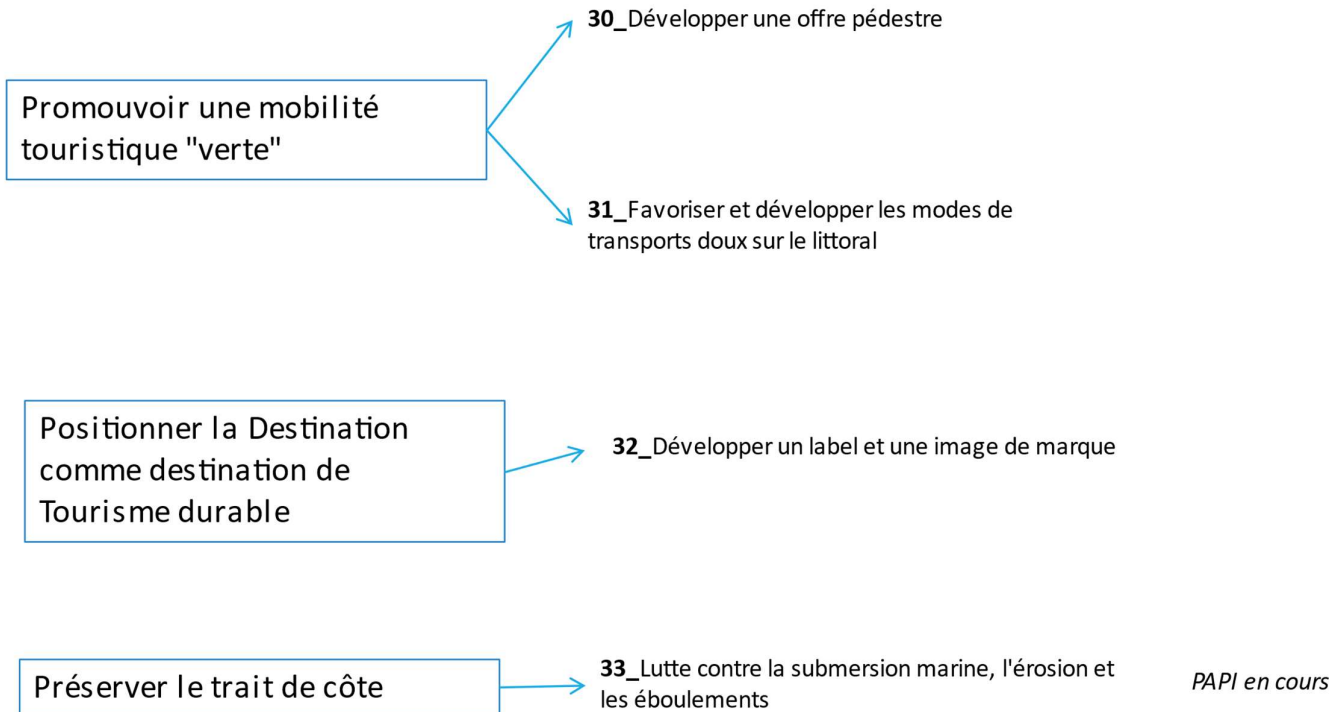 30_Développer une offre pédestre
Promouvoir une mobilité
touristique "verte"
31_Favoriser et développer les modes de
transports doux sur le littoral
Positionner la Destination
comme destination de
Tourisme durable
32_Développer un label et une image de marque
Préserver le trait de côte
33_Lutte contre la submersion marine, l'érosion et
les éboulements
PAPI en cours